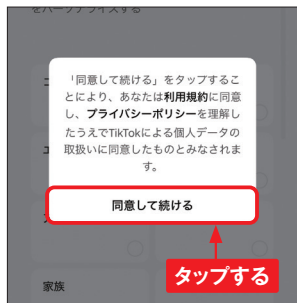 をパーソナライズする
「同意して続ける」をタップするこ
とにより、あなたは利用規約に同意
し、プライバシーポリシーを理解し
たうえでTikTokによる個人データの
取扱いに同意したものとみなされま
す。
同意して続ける
タップする
家族